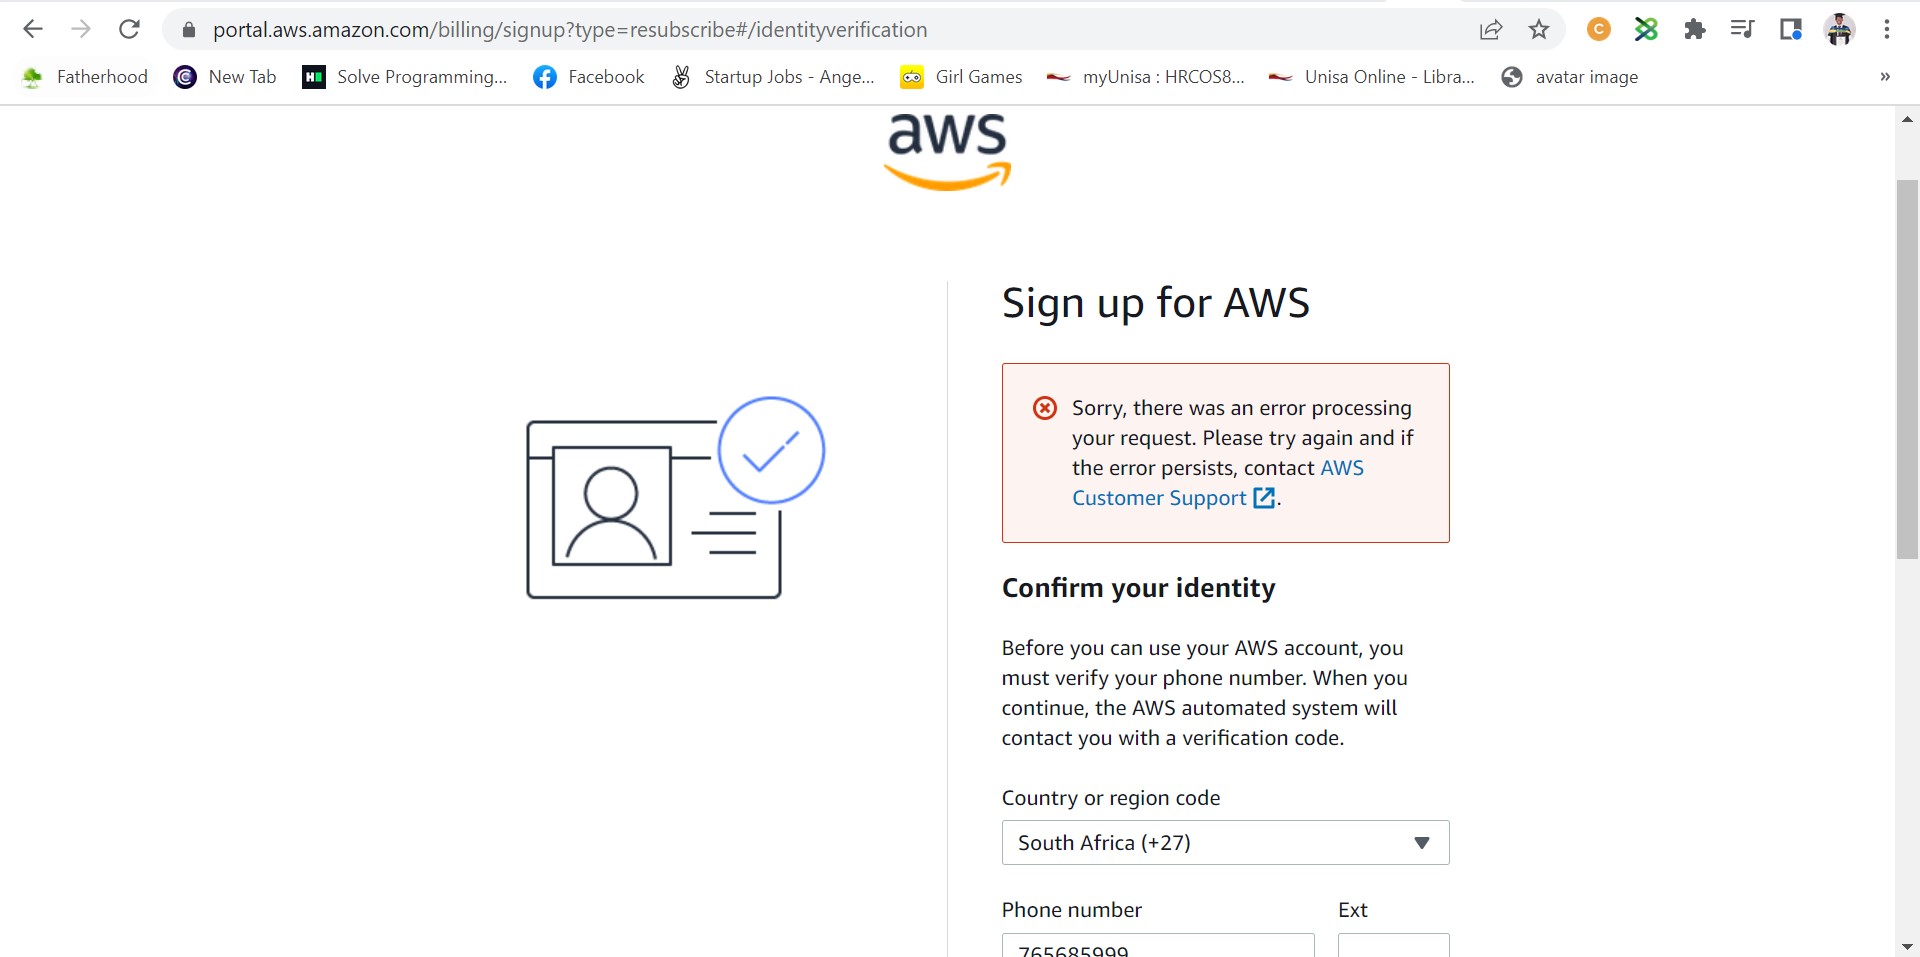 portal.aws.amazon.com/billing/signup?type=resubscribe#/identityverification
C
Fatherhood
C
New Tab
H
Solve Programming...
Facebook
Startup Jobs - Ange...
Girl Games
myUnisa : HRCOS8...
Unisa Online - Libra...
avatar image
»
aws
Sign up for AWS
Sorry, there was an error processing
your request. Please try again and if
the error persists, contact AWS
Customer Support.
Confirm your identity
Before you can use your AWS account, you
must verify your phone number. When you
continue, the AWS automated system will
contact you with a verification code.
Country or region code
South Africa (+27)
Phone number
Ext
765685999